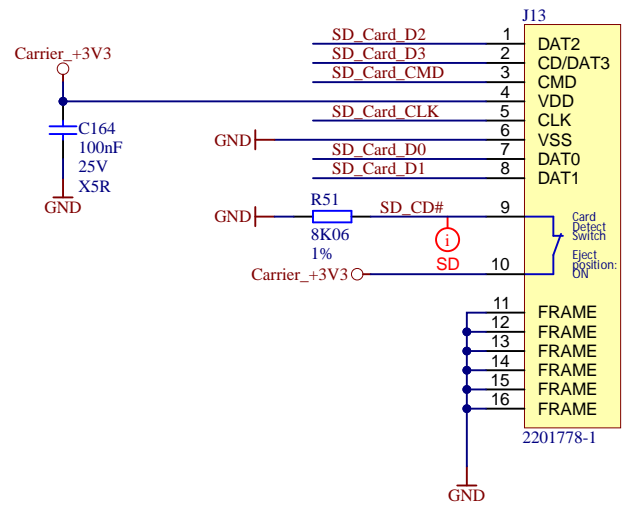 J13
SD_Card_D2 1 DAT2
Carrier_+3V3
SD_Card_D3 2 CD/DAT3
SD_Card_CMD 3 CMD
4 VDD
SD_Card_CLK 5 CLK
C164
100nF
25V
X5R
GND
GND 6 VSS
SD_Card_D0 7 DAT0
SD_Card_D1 8 DAT1
R51
8K06
1%
GND
SD_CD# 9
i
SD
Card
Detect
Switch
Eject
position:
ON
Carrier_+3V3 10
11 FRAME
12 FRAME
13 FRAME
14 FRAME
15 FRAME
16 FRAME
2201778-1
GND